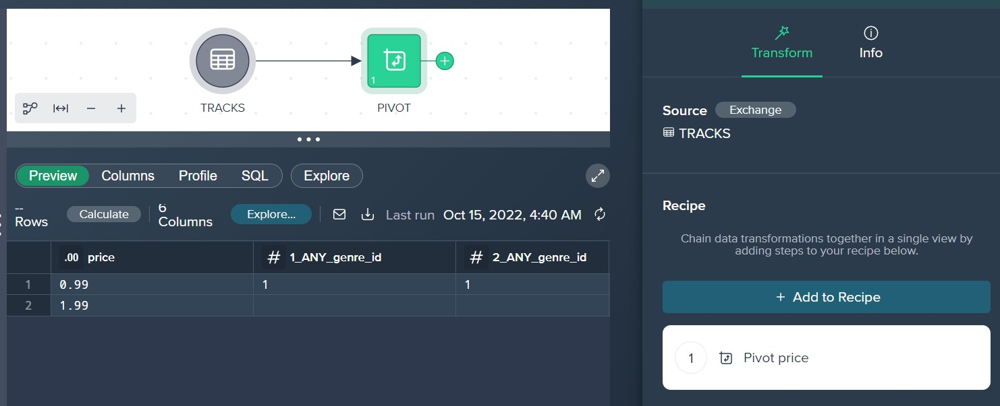 1
TRACKS
PIVOT
Preview
Columns
Profile
SQL
Explore
--
Rows
Calculate
6
Columns
Explore...
Last run
Oct 15, 2022, 4:40 AM
.00 price
# 1_ANY_genre_id
# 2_ANY_genre_id
1 0.99 1 1
2 1.99
Transform
Info
Source
Exchange
TRACKS
Recipe
Chain data transformations together in a single view by
adding steps to your recipe below.
+ Add to Recipe
1 Pivot price